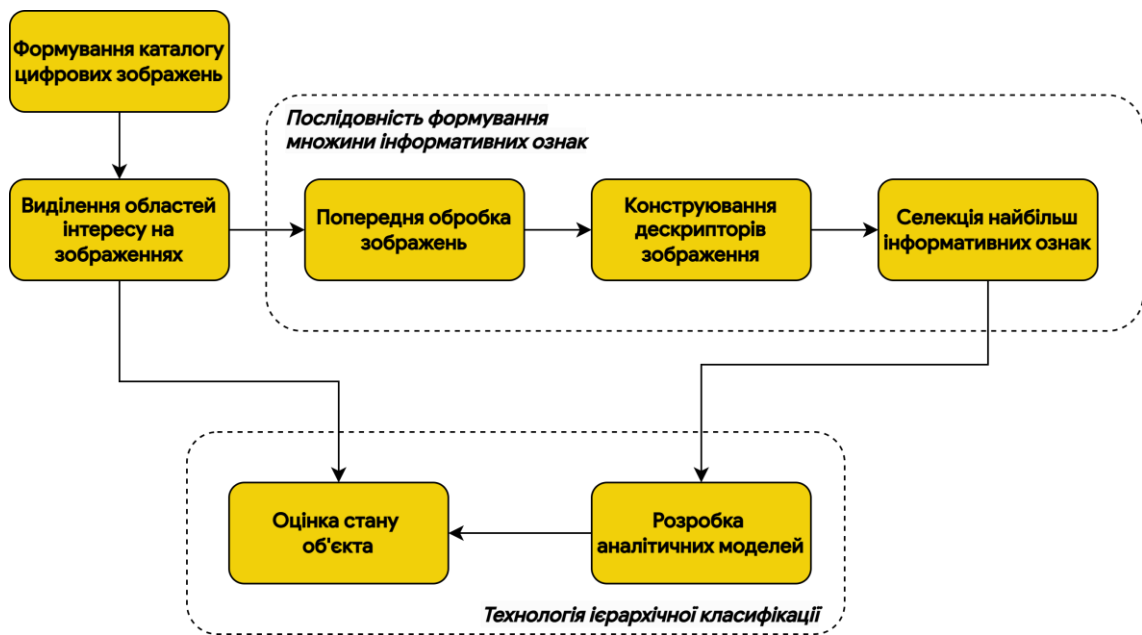 Формування каталогу
цифрових зображень
Послідовність формування
множини інформативних ознак
Виділення областей
інтересу на
зображеннях
Попередня обробка
зображень
Конструювання
дескрипторів
зображення
Селекція найбільш
інформативних ознак
Оцінка стану
об'єкта
Розробка
аналітичних моделей
Технологія ієрархічної класифікації